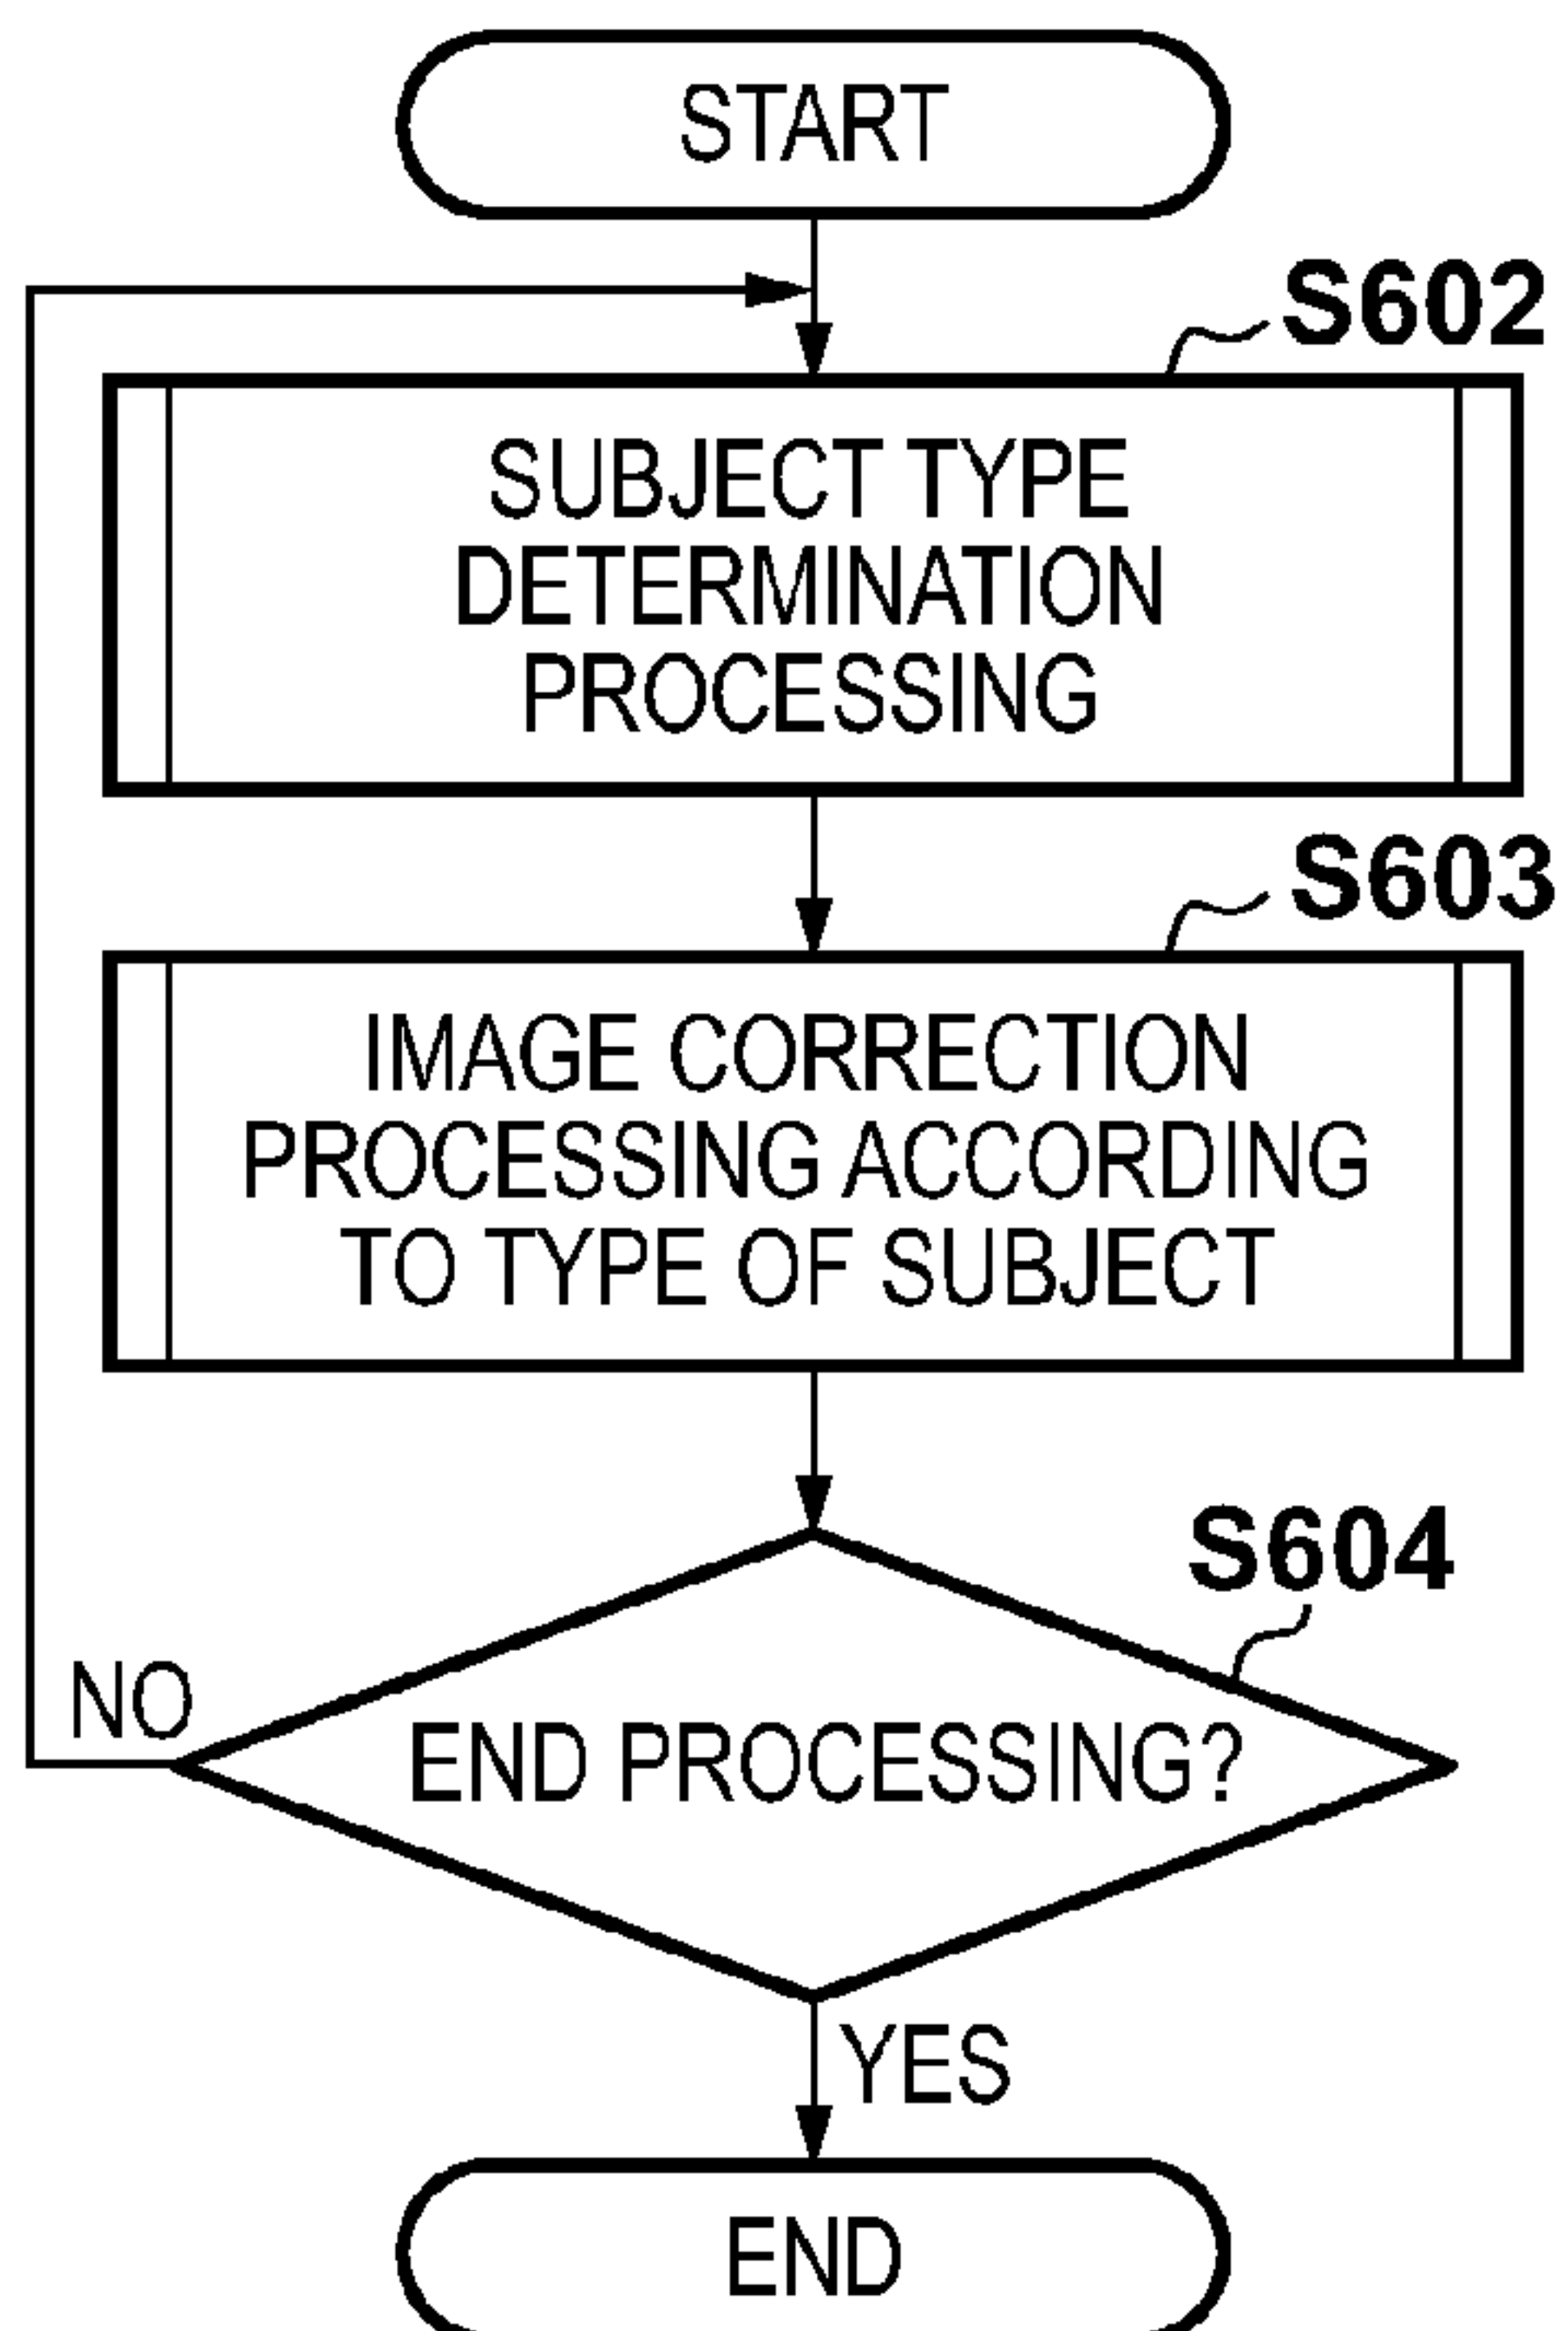 START
S602
SUBJECT TYPE
DETERMINATION
PROCESSING
S603
IMAGE CORRECTION
PROCESSING ACCORDING
TO TYPE OF SUBJECT
S604
NO
END PROCESSING?
YES
END